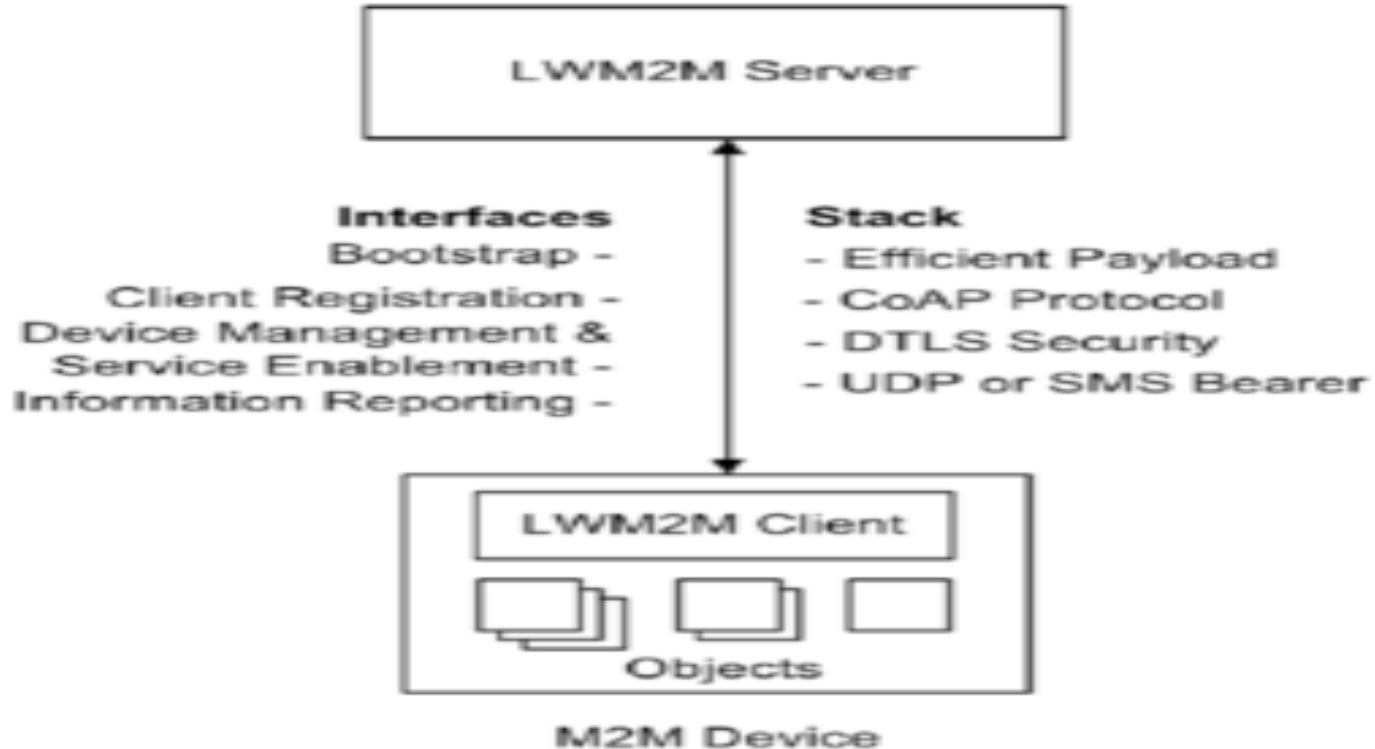 LWM2M Server
Interfaces
Bootstrap -
Client Registration -
Device Management &
Service Enablement -
Information Reporting -
Stack
- Efficient Payload
- CoAP Protocol
- DTLS Security
- UDP or SMS Bearer
LWM2M Client
Objects
M2M Device